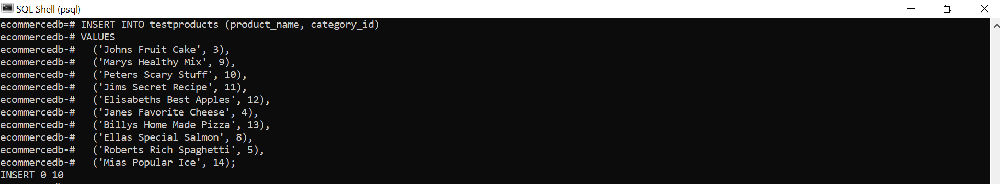 SQL Shell (psql)
ecommercedb=# INSERT INTO testproducts (product_name, category_id)
ecommercedb-# VALUES
ecommercedb-#   ('Johns Fruit Cake', 3),
ecommercedb-#   ('Marys Healthy Mix', 9),
ecommercedb-#   ('Peters Scary Stuff', 10),
ecommercedb-#   ('Jims Secret Recipe', 11),
ecommercedb-#   ('Elisabeths Best Apples', 12),
ecommercedb-#   ('Janes Favorite Cheese', 4),
ecommercedb-#   ('Billys Home Made Pizza', 13),
ecommercedb-#   ('Ellas Special Salmon', 8),
ecommercedb-#   ('Roberts Rich Spaghetti', 5),
ecommercedb-#   ('Mias Popular Ice', 14);
INSERT 0 10